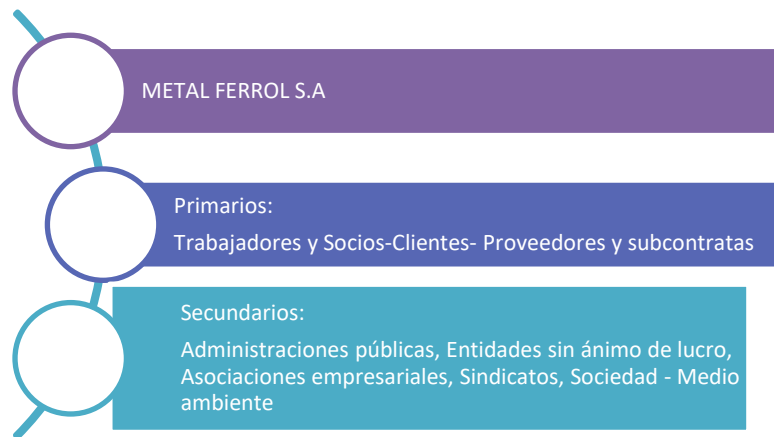 METAL FERROL S.A
Primarios:
Trabajadores y Socios-Clientes- Proveedores y subcontratas
Secundarios:
Administraciones públicas, Entidades sin ánimo de lucro,
Asociaciones empresariales, Sindicatos, Sociedad - Medio
ambiente